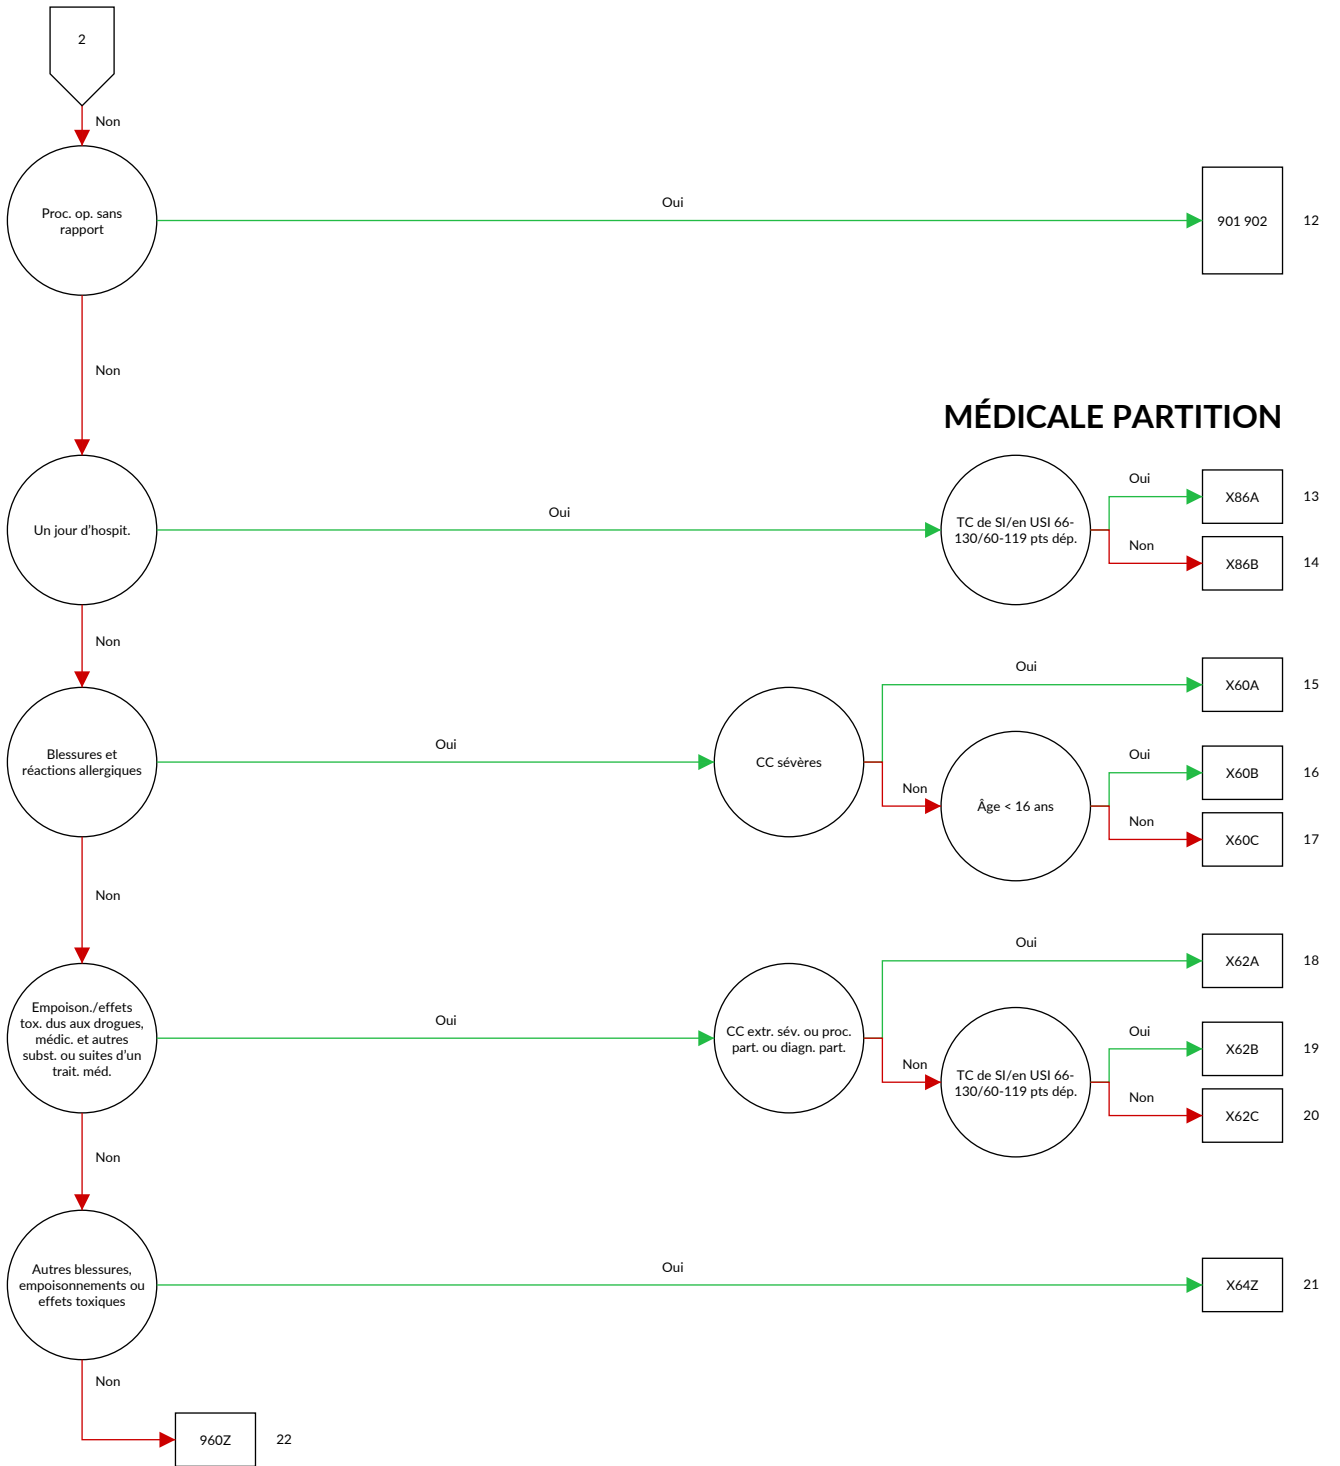 2
Non
Proc. op. sans
rapport
Oui
901 902
12
Non
MÉDICALE PARTITION
Un jour d'hospit.
Oui
TC de SI/en USI 66-
130/60-119 pts dép.
Oui
X86A
13
Non
X86B
14
Non
Blessures et
réactions allergiques
Oui
CC sévères
Oui
X60A
15
Non
Âge < 16 ans
Oui
X60B
16
Non
X60C
17
Non
Empoison./effets
tox. dus aux drogues,
médic. et autres
subst. ou suites d'un
trait. méd.
Oui
CC extr. sév. ou proc.
part. ou diagn. part.
Oui
X62A
18
Non
TC de SI/en USI 66-
130/60-119 pts dép.
Oui
X62B
19
Non
X62C
20
Non
Autres blessures,
empoisonnements ou
effets toxiques
Oui
X64Z
21
Non
960Z
22